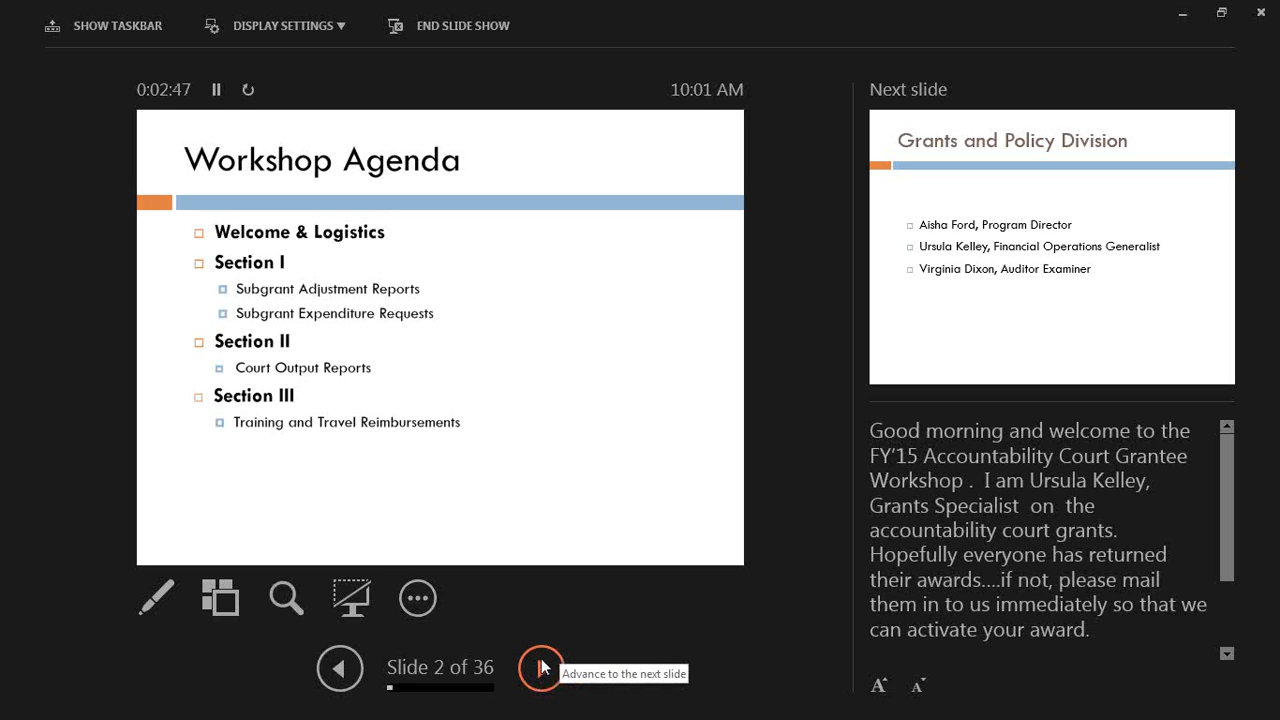 SHOW TASKBAR
DISPLAY SETTINGS ▼
END SLIDE SHOW
0:02:47
10:01 AM
Workshop Agenda
Welcome & Logistics
Section I
Subgrant Adjustment Reports
Subgrant Expenditure Requests
Section II
Court Output Reports
Section III
Training and Travel Reimbursements
Slide 2 of 36
Advance to the next slide
Next slide
Grants and Policy Division
Aisha Ford, Program Director
Ursula Kelley, Financial Operations Generalist
Virginia Dixon, Auditor Examiner
Good morning and welcome to the
FY'15 Accountability Court Grantee
Workshop .  I am Ursula Kelley,
Grants Specialist  on  the
accountability court grants.
Hopefully everyone has returned
their awards....if not, please mail
them in to us immediately so that we
can activate your award.
A A